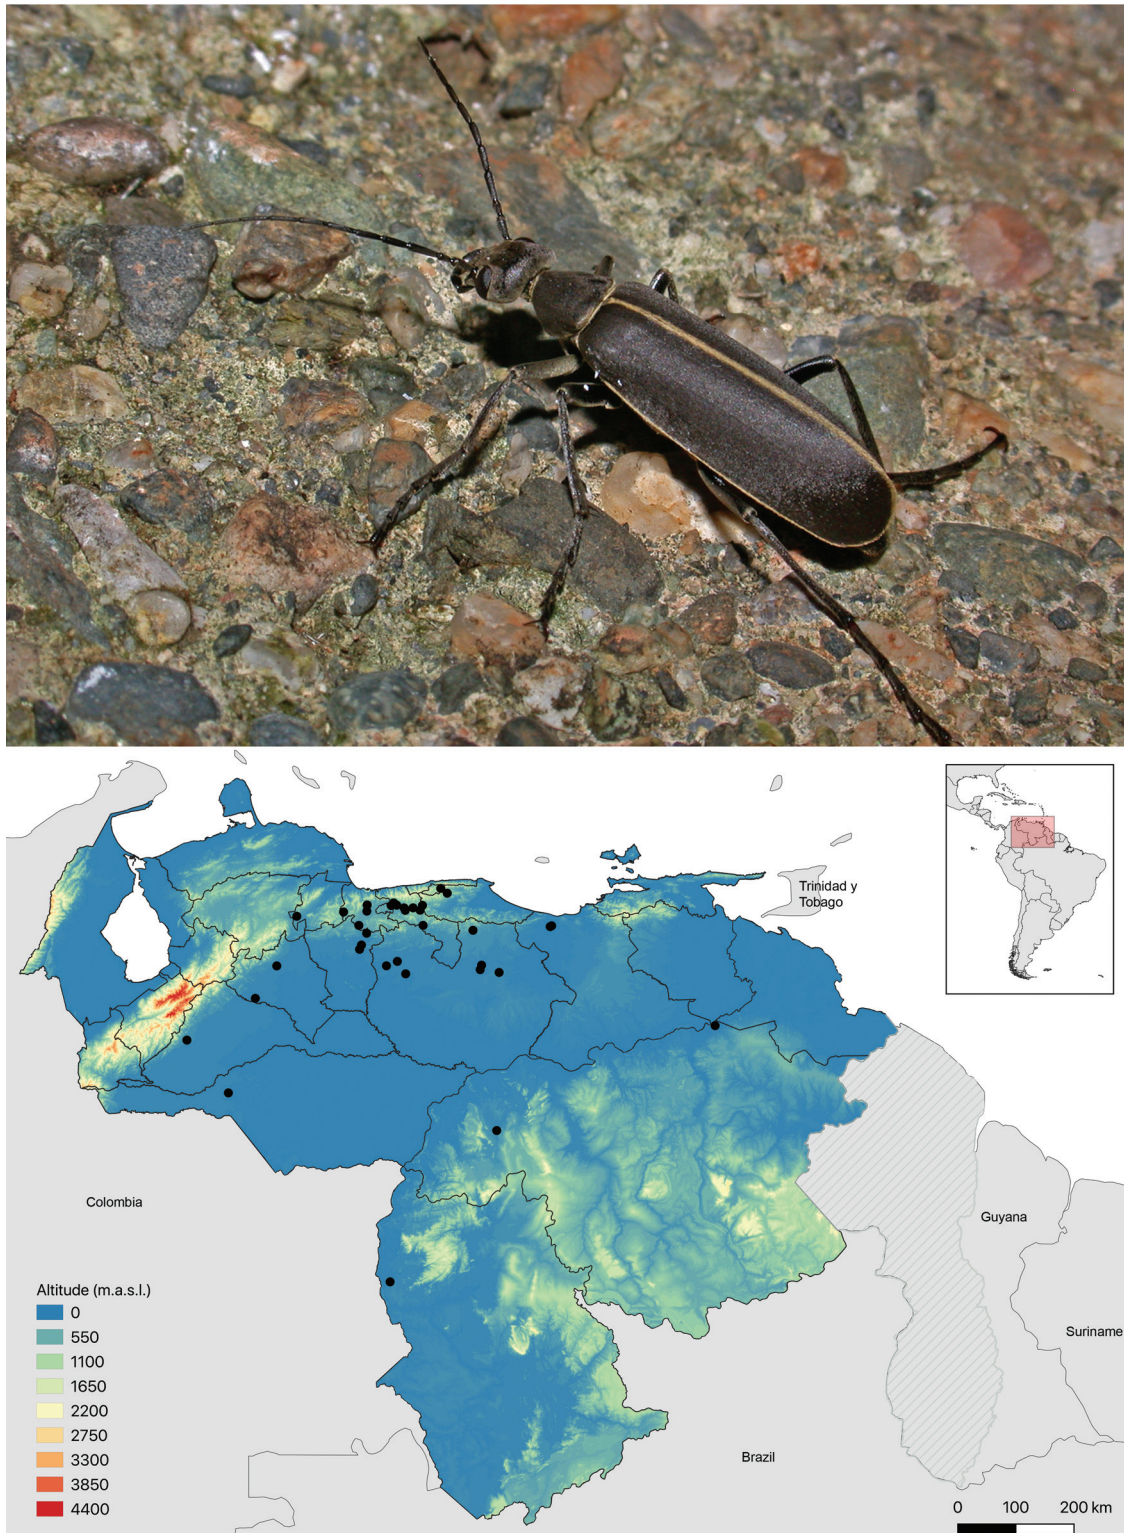 Trinidad y
Tobago
Colombia
Guyana
Suriname
Brazil
Altitude (m.a.s.l.)
0
550
1100
1650
2200
2750
3300
3850
4400
0 100 200 km